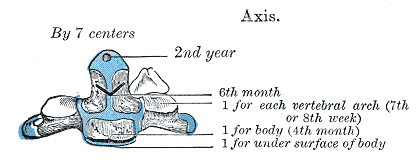 Axis.
By 7 centers
2nd year
6th month
1 for each vertebral arch (7th
or 8th week)
1 for body (4th month)
1 for under surface of body